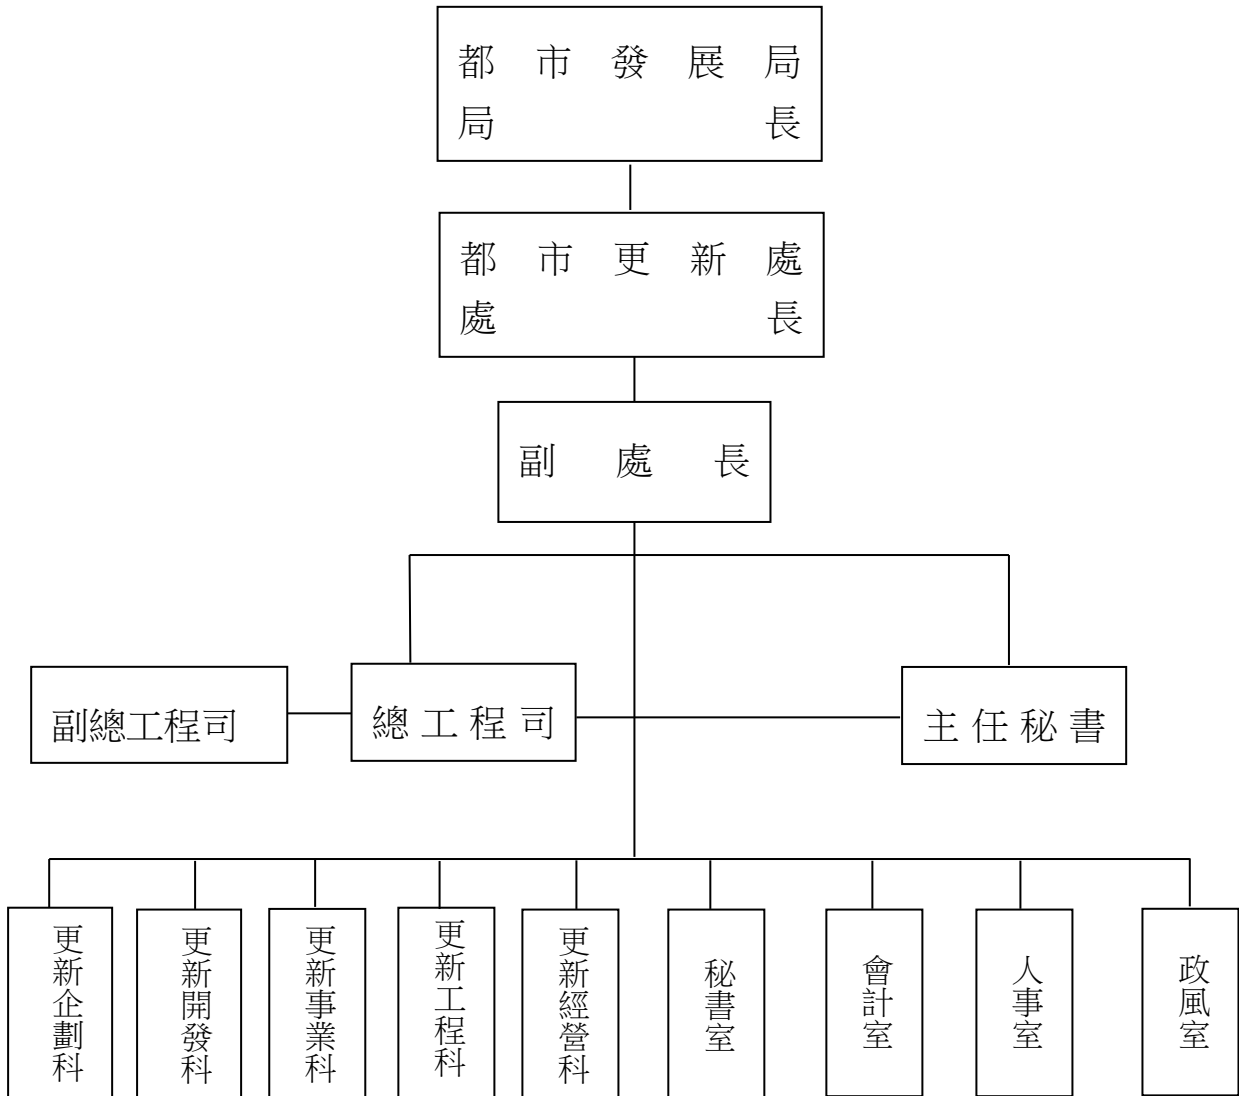 都市發展局
局長
都市更新處
處長
副處長
副總工程司
總工程司
主任秘書
更新企劃科
更新開發科
更新事業科
更新工程科
更新經營科
秘書室
會計室
人事室
政風室